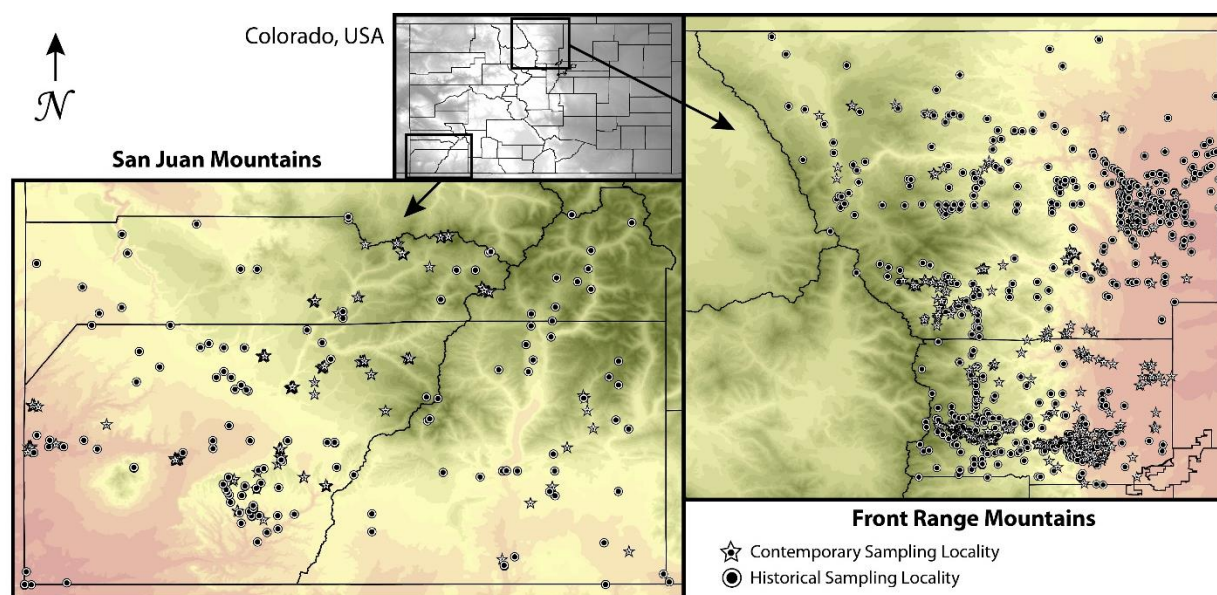 Colorado, USA
N
San Juan Mountains
Front Range Mountains
Contemporary Sampling Locality
Historical Sampling Locality